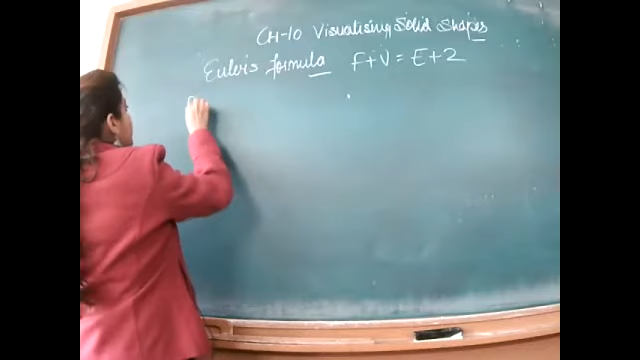 CH-10 Visualising Solid Shapes
Euler's formula F+V = E+2